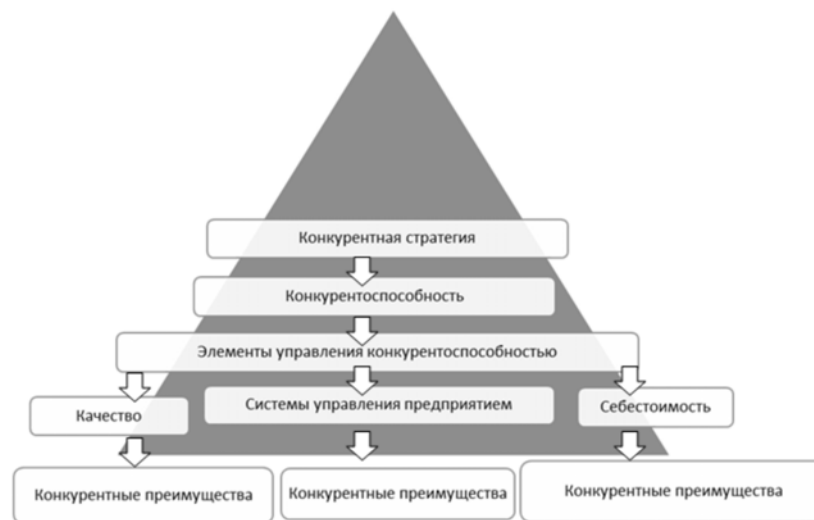 Конкурентная стратегия
Конкурентоспособность
Элементы управления конкурентоспособностью
Качество
Системы управления предприятием
Себестоимость
Конкурентные преимущества
Конкурентные преимущества
Конкурентные преимущества